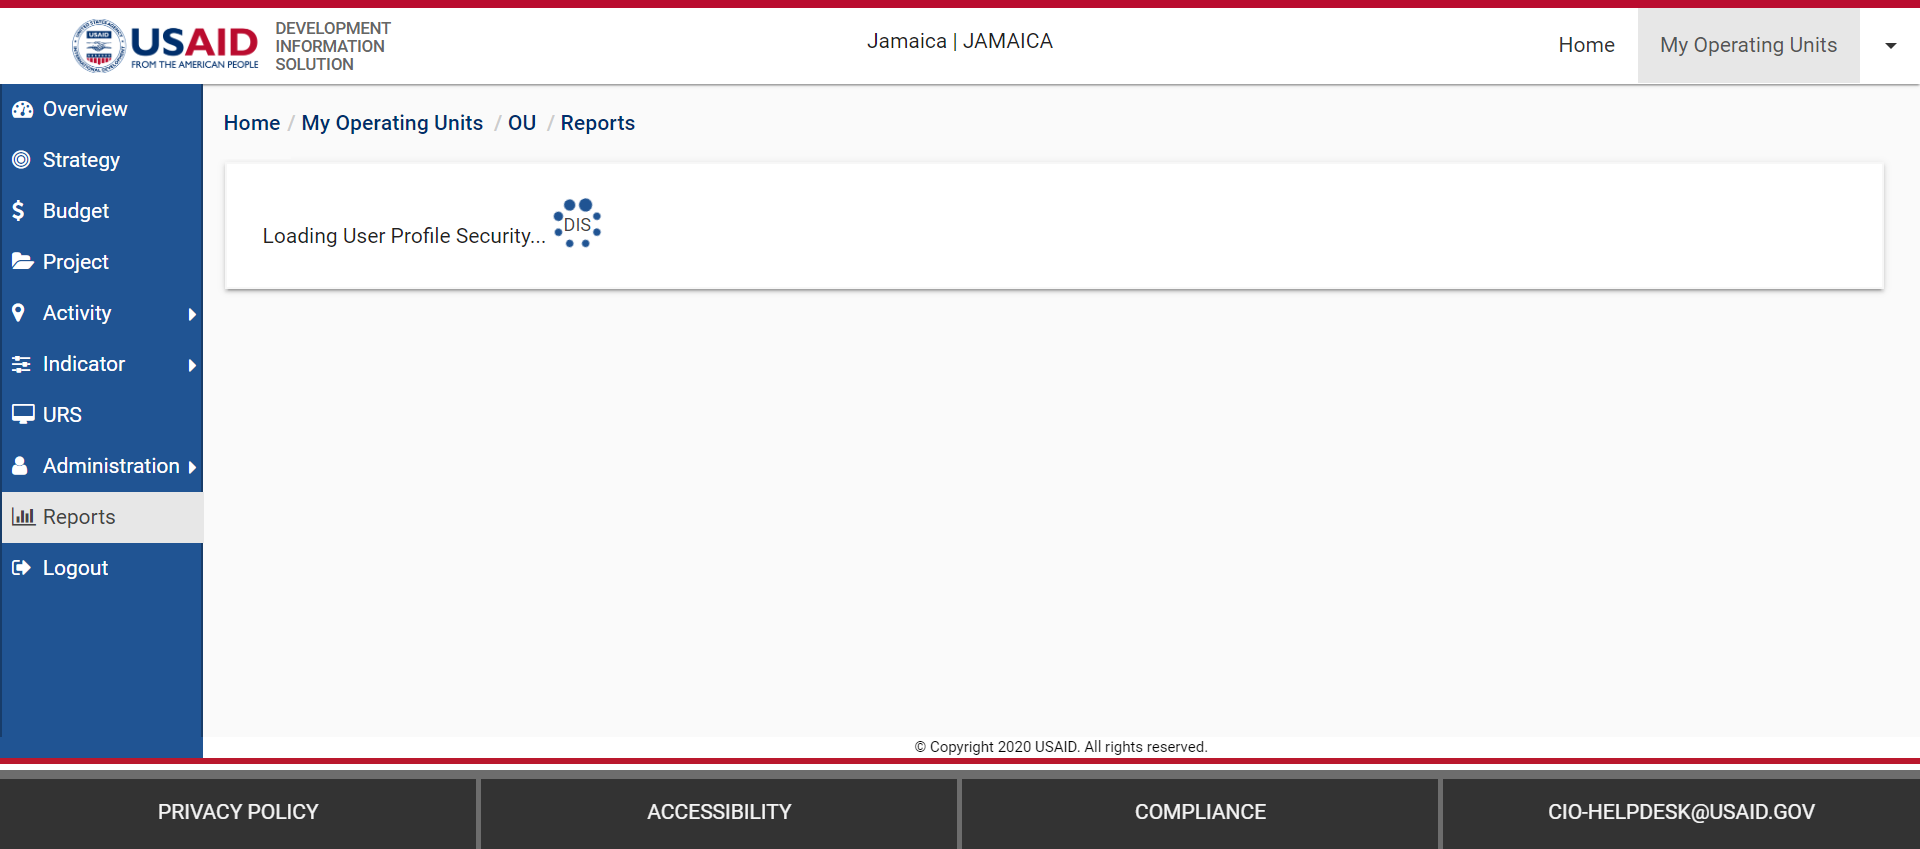 USAID
FROM THE AMERICAN PEOPLE
DEVELOPMENT
INFORMATION
SOLUTION
Jamaica | JAMAICA
Home
My Operating Units
Overview
Strategy
Budget
Project
Activity
Indicator
URS
Administration
Reports
Logout
Home / My Operating Units / OU / Reports
Loading User Profile Security... DIS
© Copyright 2020 USAID. All rights reserved.
PRIVACY POLICY
ACCESSIBILITY
COMPLIANCE
CIO-HELPDESK@USAID.GOV